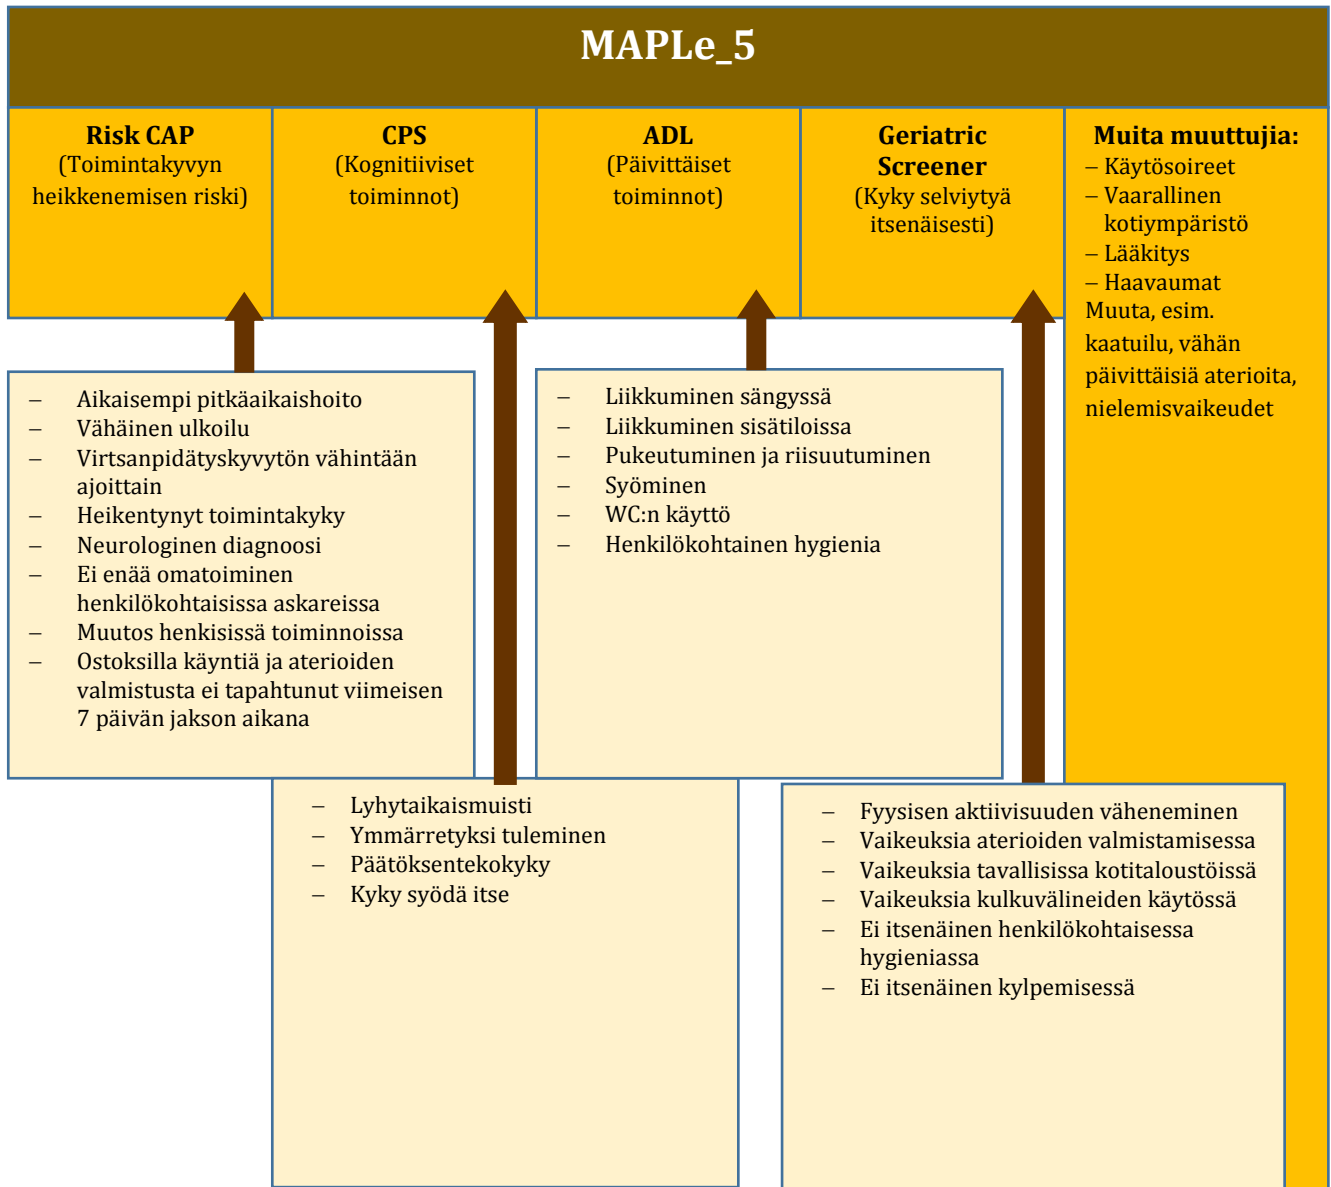 MAPLe_5
Risk CAP
(Toimintakyvyn
heikkenemisen riski)
CPS
(Kognitiiviset
toiminnot)
ADL
(Päivittäiset
toiminnot)
Geriatric
Screener
(Kyky selviytyä
itsenäisesti)
Muita muuttujia:
– Käytösoireet
– Vaarallinen
kotiympäristö
– Lääkitys
– Haavaumat
Muuta, esim.
kaatuilu, vähän
päivittäisiä aterioita,
nielemisvaikeudet
– Aikaisempi pitkäaikaishoito
– Vähäinen ulkoilu
– Virtsanpidätyskyvytön vähintään
ajoittain
– Heikentynyt toimintakyky
– Neurologinen diagnoosi
– Ei enää omatoiminen
henkilökohtaisissa askareissa
– Muutos henkisissä toiminnoissa
– Ostoksilla käyntiä ja aterioiden
valmistusta ei tapahtunut viimeisen
7 päivän jakson aikana
– Liikkuminen sängyssä
– Liikkuminen sisätiloissa
– Pukeutuminen ja riisuutuminen
– Syöminen
– WC:n käyttö
– Henkilökohtainen hygienia
– Lyhytaikaismuisti
– Ymmärretyksi tuleminen
– Päätöksentekokyky
– Kyky syödä itse
– Fyysisen aktiivisuuden väheneminen
– Vaikeuksia aterioiden valmistamisessa
– Vaikeuksia tavallisissa kotitaloustöissä
– Vaikeuksia kulkuvälineiden käytössä
– Ei itsenäinen henkilökohtaisessa
hygieniassa
– Ei itsenäinen kylpemisessä